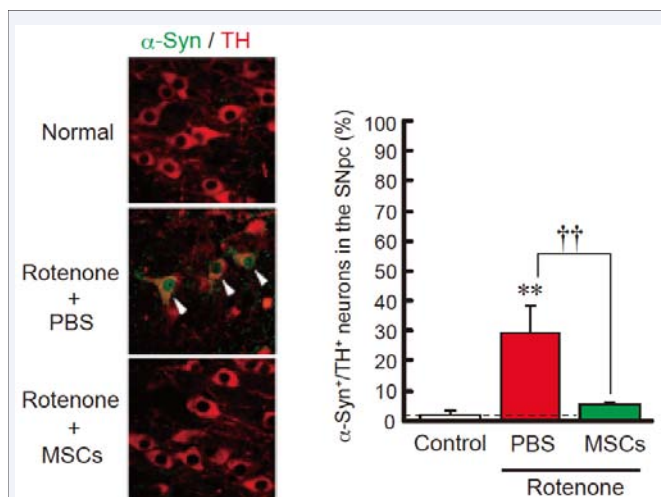 α-Syn / TH
Normal
Rotenone
+
PBS
Rotenone
+
MSCs
α-Syn⁺/TH⁺ neurons in the SNpc (%)
100
90
80
70
60
50
40
30
20
10
0
††
**
Control
PBS
MSCs
Rotenone